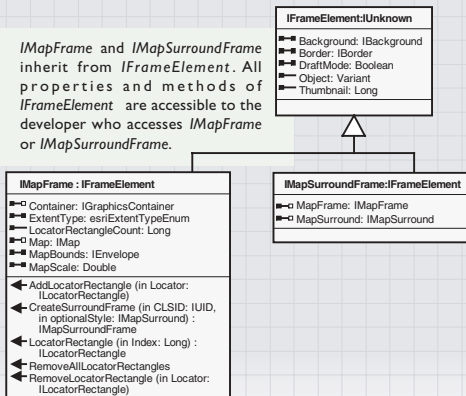 IFrameElement:IUnknown
Background: IBackground
Border: IBorder
DraftMode: Boolean
Object: Variant
Thumbnail: Long
IMapFrame and IMapSurroundFrame
inherit from IFrameElement. All
properties and methods of
IFrameElement are accessible to the
developer who accesses IMapFrame
or IMapSurroundFrame.
IMapFrame : IFrameElement
Container: IGraphicsContainer
ExtentType: esriExtentTypeEnum
LocatorRectangleCount: Long
Map: IMap
MapBounds: IEnvelope
MapScale: Double
AddLocatorRectangle (in Locator:
ILocatorRectangle)
CreateSurroundFrame (in CLSID: IUID,
in optionalStyle: IMapSurround) :
IMapSurroundFrame
LocatorRectangle (in Index: Long) :
ILocatorRectangle
RemoveAllLocatorRectangles
RemoveLocatorRectangle (in Locator:
ILocatorRectangle)
IMapSurroundFrame:IFrameElement
MapFrame: IMapFrame
MapSurround: IMapSurround